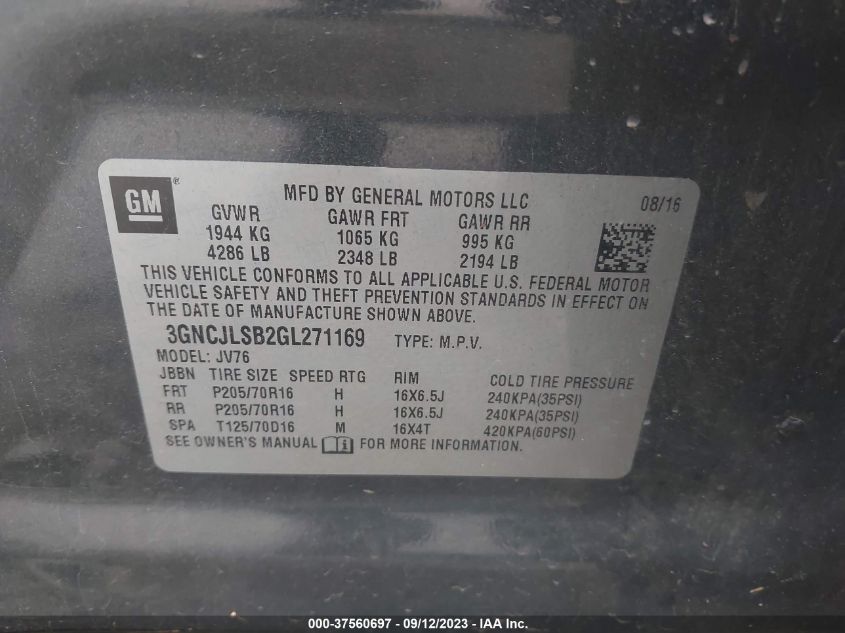 GM ®
MFD BY GENERAL MOTORS LLC 08/16
GVWR GAWR FRT GAWR RR
1944 KG 1065 KG 995 KG
4286 LB 2348 LB 2194 LB
THIS VEHICLE CONFORMS TO ALL APPLICABLE U.S. FEDERAL MOTOR
VEHICLE SAFETY AND THEFT PREVENTION STANDARDS IN EFFECT ON
THE DATE OF MANUFACTURE SHOWN ABOVE.
3GNCJLSB2GL271169 TYPE: M.P.V.
MODEL: JV76
JBBN TIRE SIZE SPEED RTG RIM COLD TIRE PRESSURE
FRT P205/70R16 H 16X6.5J 240KPA(35PSI)
RR P205/70R16 H 16X6.5J 240KPA(35PSI)
SPA T125/70D16 M 16X4T 420KPA(60PSI)
SEE OWNER'S MANUAL i FOR MORE INFORMATION.
000-37560697 - 09/12/2023 - IAA Inc.